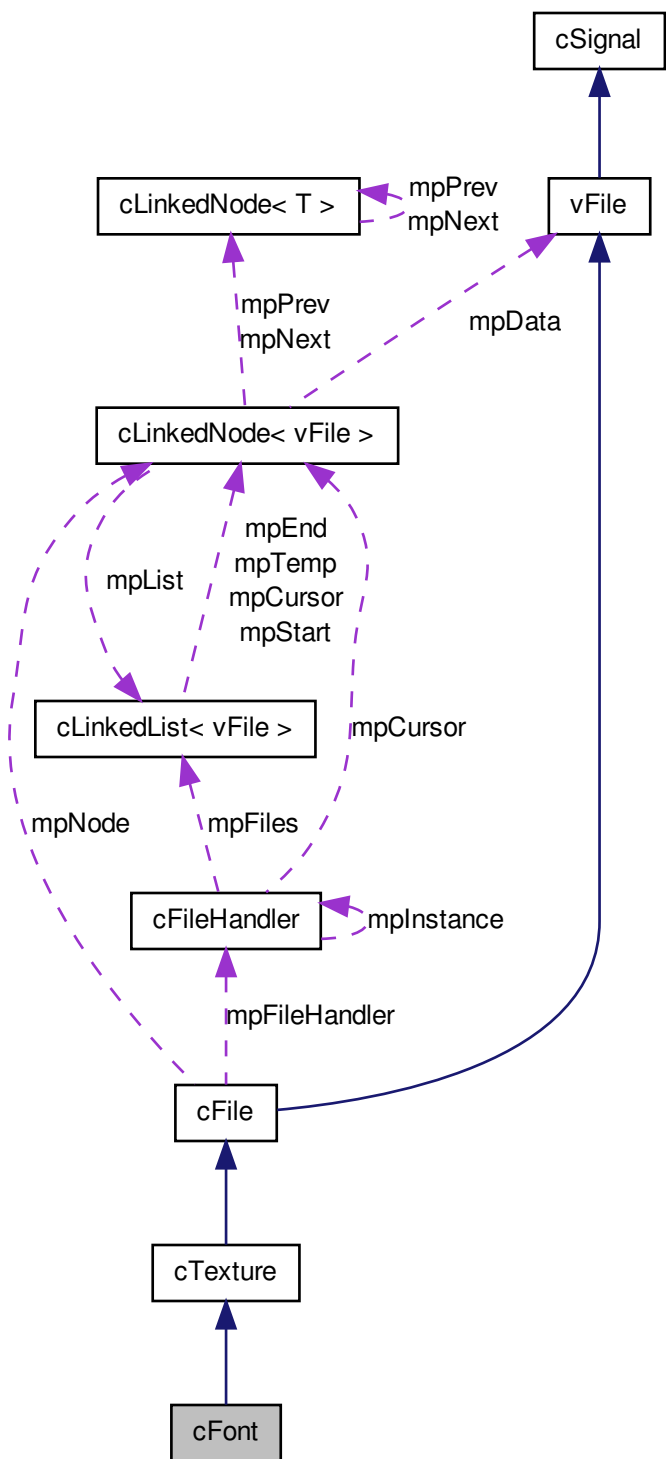 cSignal
cLinkedNode< T >
mpPrev
mpNext
vFile
mpPrev
mpNext
mpData
cLinkedNode< vFile >
mpEnd
mpTemp
mpCursor
mpStart
mpList
cLinkedList< vFile >
mpCursor
mpNode
mpFiles
cFileHandler
mpInstance
mpFileHandler
cFile
cTexture
cFont